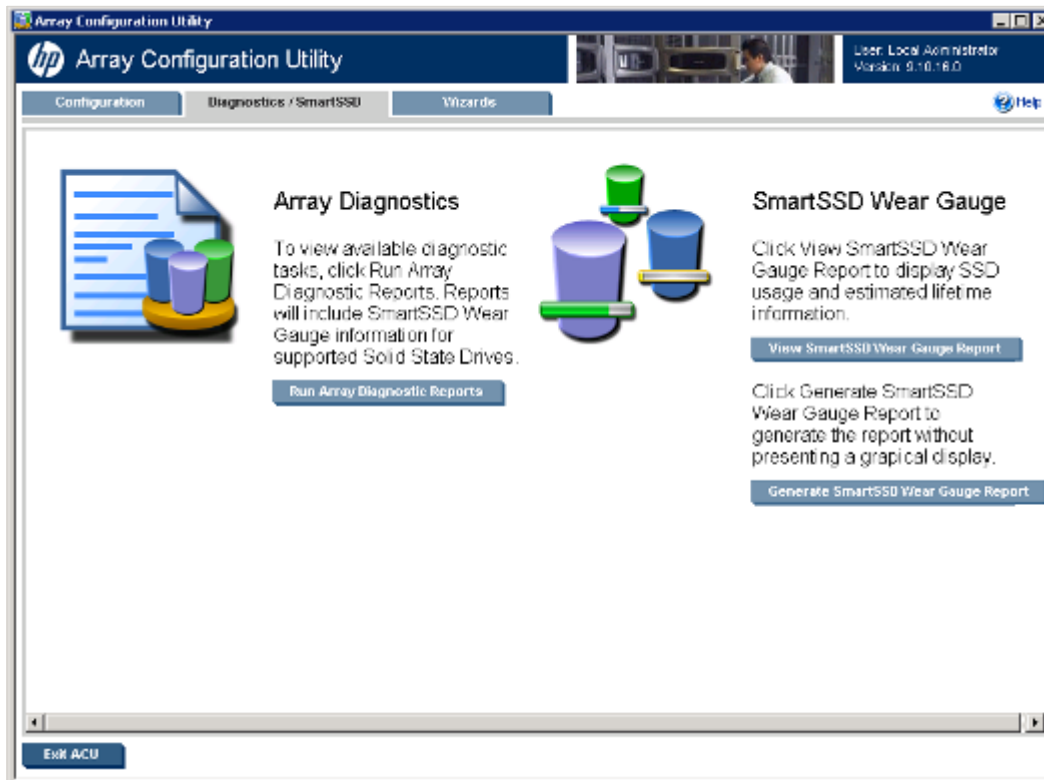 Array Configuration Utility
hp
Array Configuration Utility
User: Local Administrator
Version: 9.10.16.0
Configuration
Diagnostics / SmartSSD
Wizards
Help
Array Diagnostics
To view available diagnostic
tasks, click Run Array
Diagnostic Reports. Reports
will include SmartSSD Wear
Gauge information for
supported Solid State Drives.
Run Array Diagnostic Reports
SmartSSD Wear Gauge
Click View SmartSSD Wear
Gauge Report to display SSD
usage and estimated lifetime
information.
View SmartSSD Wear Gauge Report
Click Generate SmartSSD
Wear Gauge Report to
generate the report without
presenting a grapical display.
Generate SmartSSD Wear Gauge Report
Exit ACU